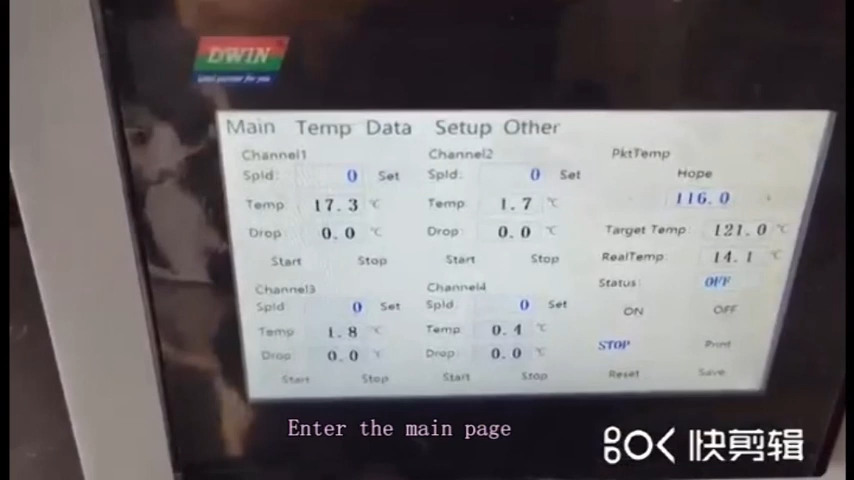 DWIN
Main Temp Data Setup Other
Channel1 Channel2 PktTemp
Spld: 0 Set Spld: 0 Set Hope
Temp 17.3 ℃ Temp 1.7 ℃ 116.0
Drop: 0.0 ℃ Drop: 0.0 ℃ Target Temp: 121.0 ℃
Start Stop Start Stop RealTemp: 14.1 ℃
Channel3 Channel4 Status: OFF
Spld 0 Set Spld 0 Set ON OFF
Temp 1.8 ℃ Temp 0.4 ℃ STOP Print
Drop: 0.0 ℃ Drop: 0.0 ℃
Start Stop Start Stop Reset Save
Enter the main page
快剪辑